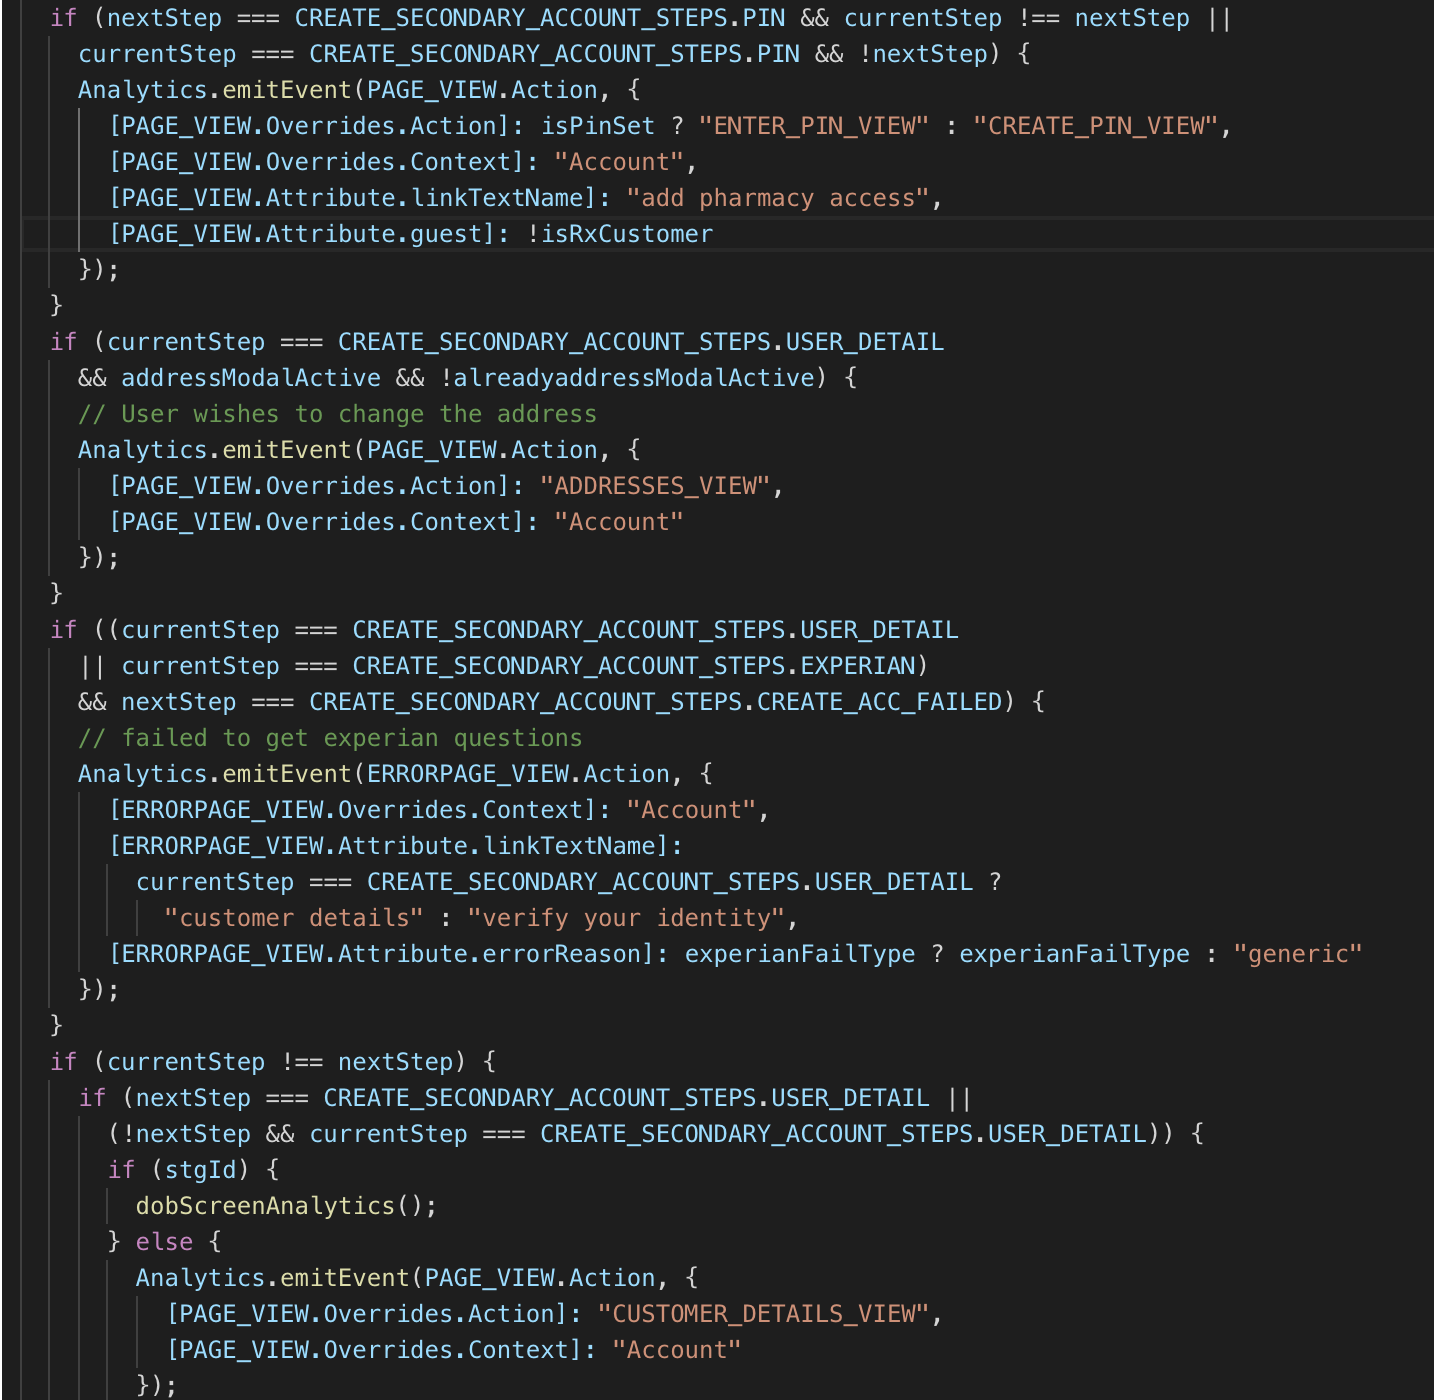 if (nextStep === CREATE_SECONDARY_ACCOUNT_STEPS.PIN && currentStep !== nextStep ||
currentStep === CREATE_SECONDARY_ACCOUNT_STEPS.PIN && !nextStep) {
Analytics.emitEvent(PAGE_VIEW.Action, {
[PAGE_VIEW.Overrides.Action]: isPinSet ? "ENTER_PIN_VIEW" : "CREATE_PIN_VIEW",
[PAGE_VIEW.Overrides.Context]: "Account",
[PAGE_VIEW.Attribute.linkTextName]: "add pharmacy access",
[PAGE_VIEW.Attribute.guest]: !isRxCustomer
});
}
if (currentStep === CREATE_SECONDARY_ACCOUNT_STEPS.USER_DETAIL
&& addressModalActive && !alreadyaddressModalActive) {
// User wishes to change the address
Analytics.emitEvent(PAGE_VIEW.Action, {
[PAGE_VIEW.Overrides.Action]: "ADDRESSES_VIEW",
[PAGE_VIEW.Overrides.Context]: "Account"
});
}
if ((currentStep === CREATE_SECONDARY_ACCOUNT_STEPS.USER_DETAIL
|| currentStep === CREATE_SECONDARY_ACCOUNT_STEPS.EXPERIAN)
&& nextStep === CREATE_SECONDARY_ACCOUNT_STEPS.CREATE_ACC_FAILED) {
// failed to get experian questions
Analytics.emitEvent(ERRORPAGE_VIEW.Action, {
[ERRORPAGE_VIEW.Overrides.Context]: "Account",
[ERRORPAGE_VIEW.Attribute.linkTextName]:
currentStep === CREATE_SECONDARY_ACCOUNT_STEPS.USER_DETAIL ?
"customer details" : "verify your identity",
[ERRORPAGE_VIEW.Attribute.errorReason]: experianFailType ? experianFailType : "generic"
});
}
if (currentStep !== nextStep) {
if (nextStep === CREATE_SECONDARY_ACCOUNT_STEPS.USER_DETAIL ||
(!nextStep && currentStep === CREATE_SECONDARY_ACCOUNT_STEPS.USER_DETAIL)) {
if (stgId) {
dobScreenAnalytics();
} else {
Analytics.emitEvent(PAGE_VIEW.Action, {
[PAGE_VIEW.Overrides.Action]: "CUSTOMER_DETAILS_VIEW",
[PAGE_VIEW.Overrides.Context]: "Account"
});